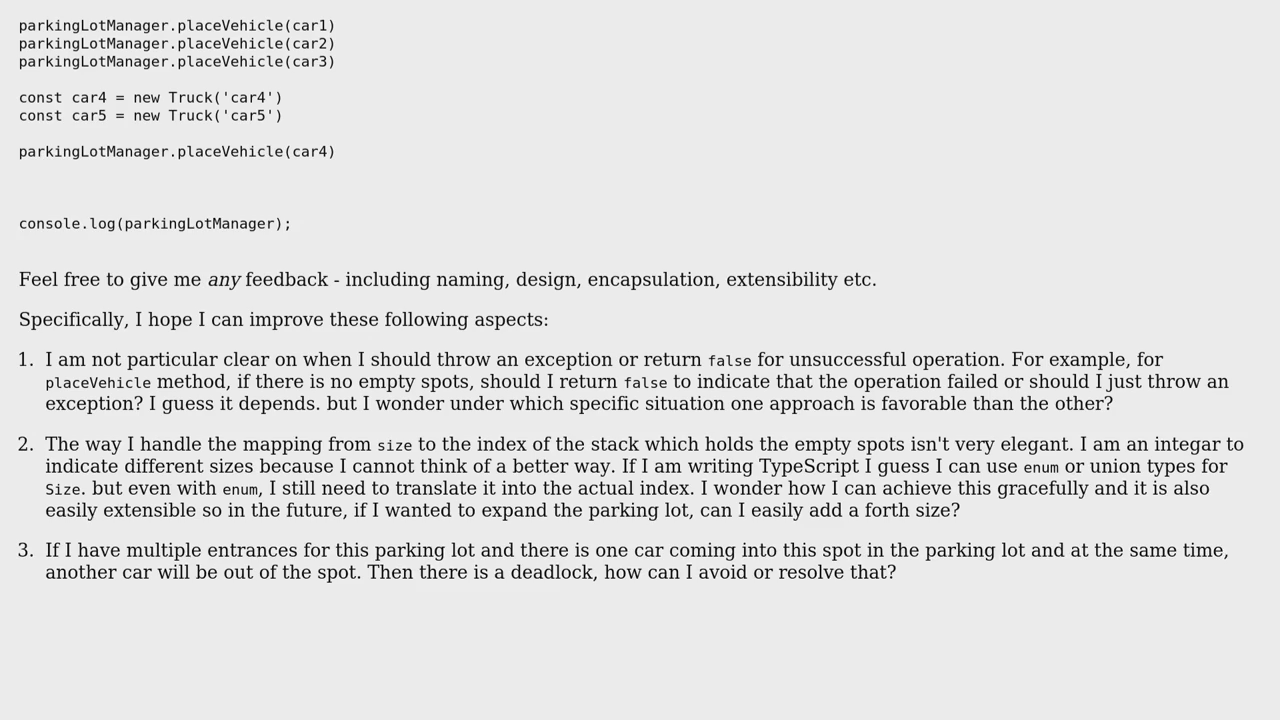 parkingLotManager.placeVehicle(car1)
parkingLotManager.placeVehicle(car2)
parkingLotManager.placeVehicle(car3)
const car4 = new Truck('car4')
const car5 = new Truck('car5')
parkingLotManager.placeVehicle(car4)
console.log(parkingLotManager);
Feel free to give me any feedback - including naming, design, encapsulation, extensibility etc.
Specifically, I hope I can improve these following aspects:
1. I am not particular clear on when I should throw an exception or return false for unsuccessful operation. For example, for
placeVehicle method, if there is no empty spots, should I return false to indicate that the operation failed or should I just throw an
exception? I guess it depends. but I wonder under which specific situation one approach is favorable than the other?
2. The way I handle the mapping from size to the index of the stack which holds the empty spots isn't very elegant. I am an integar to
indicate different sizes because I cannot think of a better way. If I am writing TypeScript I guess I can use enum or union types for
Size. but even with enum, I still need to translate it into the actual index. I wonder how I can achieve this gracefully and it is also
easily extensible so in the future, if I wanted to expand the parking lot, can I easily add a forth size?
3. If I have multiple entrances for this parking lot and there is one car coming into this spot in the parking lot and at the same time,
another car will be out of the spot. Then there is a deadlock, how can I avoid or resolve that?